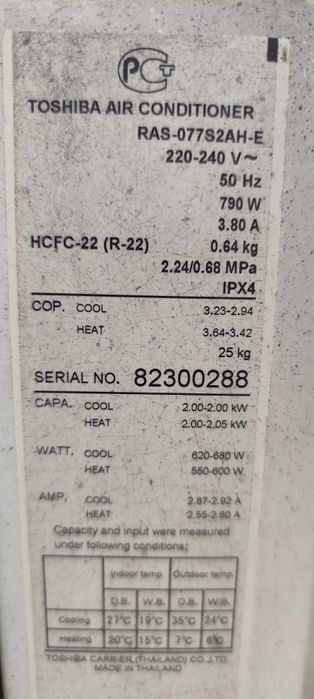 PCT
TOSHIBA AIR CONDITIONER
RAS-077S2AH-E
220-240 V~
50 Hz
790 W
3.80 A
HCFC-22 (R-22) 0.64 kg
2.24/0.68 MPa
IPX4
COP. COOL 3.23-2.94
HEAT 3.64-3.42
25 kg
SERIAL NO. 82300288
CAPA. COOL 2.00-2.00 kW
HEAT 2.00-2.05 kW
WATT. COOL 620-680 W
HEAT 550-600 W
AMP. COOL 2.87-2.92 A
HEAT 2.55-2.60 A
Capacity and input were measured
under following conditions;
Indoor temp. Outdoor temp.
D.B. W.B. D.B. W.B.
Cooling 27°C 19°C 35°C 24°C
Heating 20°C 15°C 7°C 6°C
TOSHIBA CARRIER (THAILAND) CO.,LTD.
MADE IN THAILAND